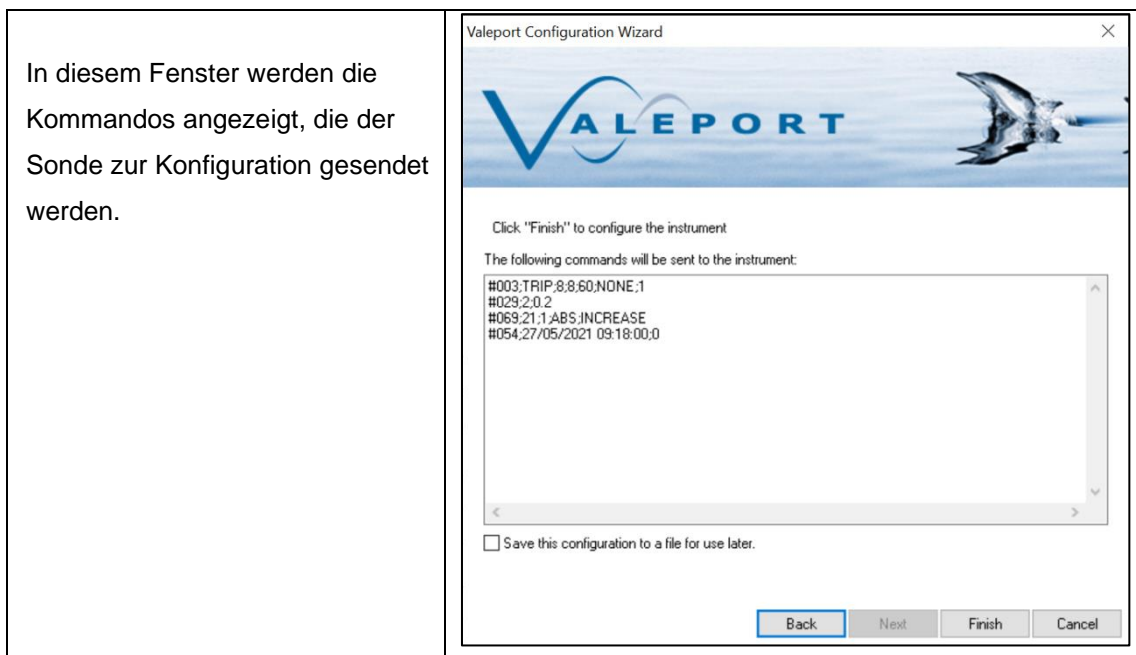 In diesem Fenster werden die
Kommandos angezeigt, die der
Sonde zur Konfiguration gesendet
werden.
Valeport Configuration Wizard
VALEPORT
Click "Finish" to configure the instrument
The following commands will be sent to the instrument:
#003;TRIP;8;8;60;NONE;1
#029;2;0.2
#069;21;1;ABS;INCREASE
#054;27/05/2021 09:18:00;0
Save this configuration to a file for use later.
Back Next Finish Cancel